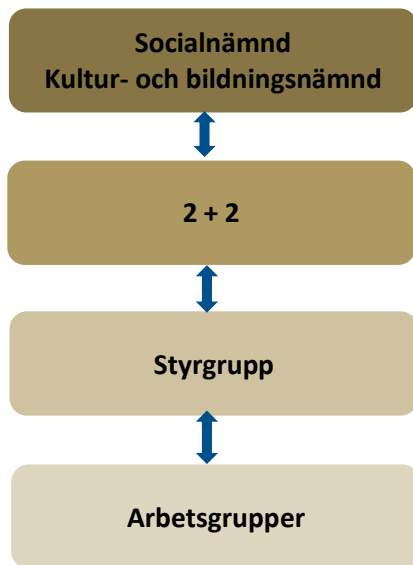 Socialnämnd
Kultur- och bildningsnämnd
2 + 2
Styrgrupp
Arbetsgrupper